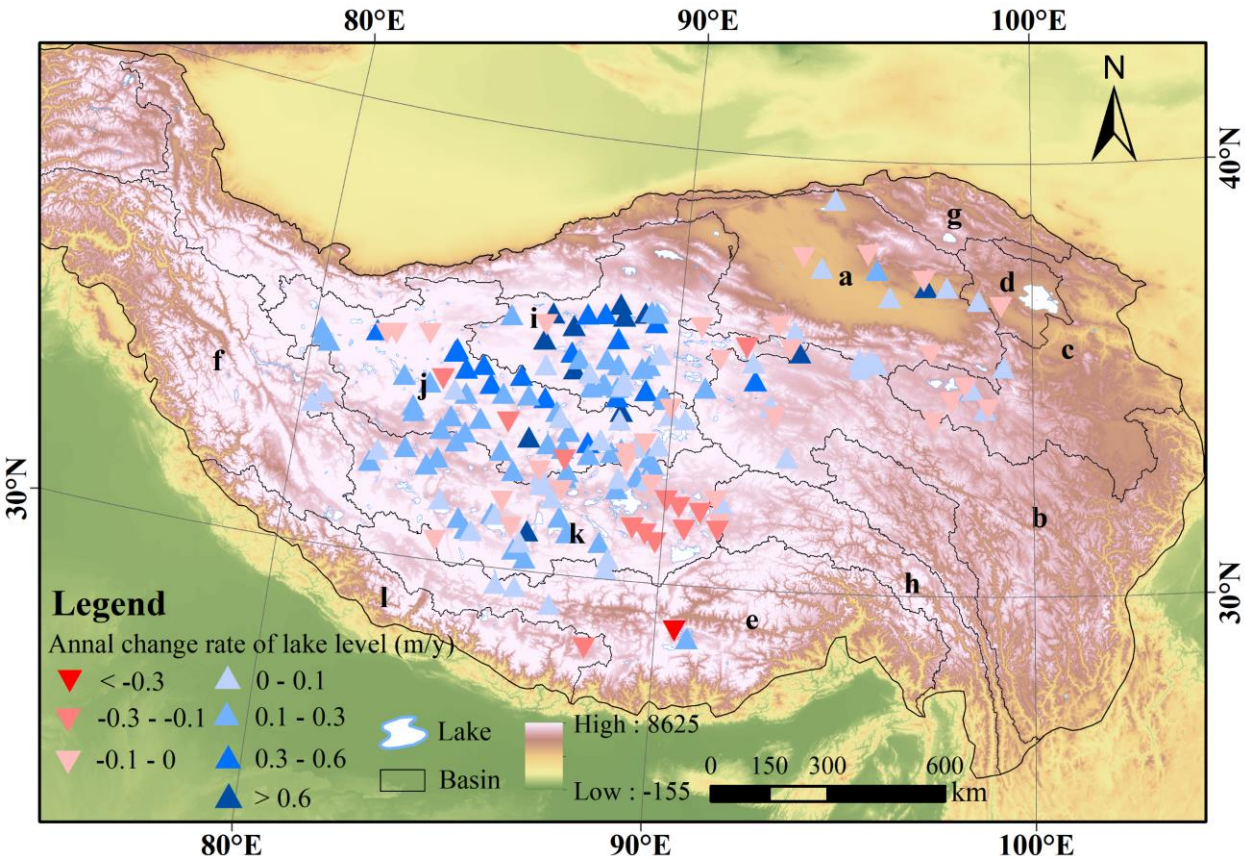 80°E 90°E 100°E
N
40°N
g
a
d
i
c
f
j
30°N
b
k
h
30°N
l
e
Legend
Annal change rate of lake level (m/y)
< -0.3
0 - 0.1
-0.3 - -0.1
0.1 - 0.3
-0.1 - 0
0.3 - 0.6
> 0.6
Lake
Basin
High : 8625
Low : -155
0 150 300 600
km
80°E 90°E 100°E